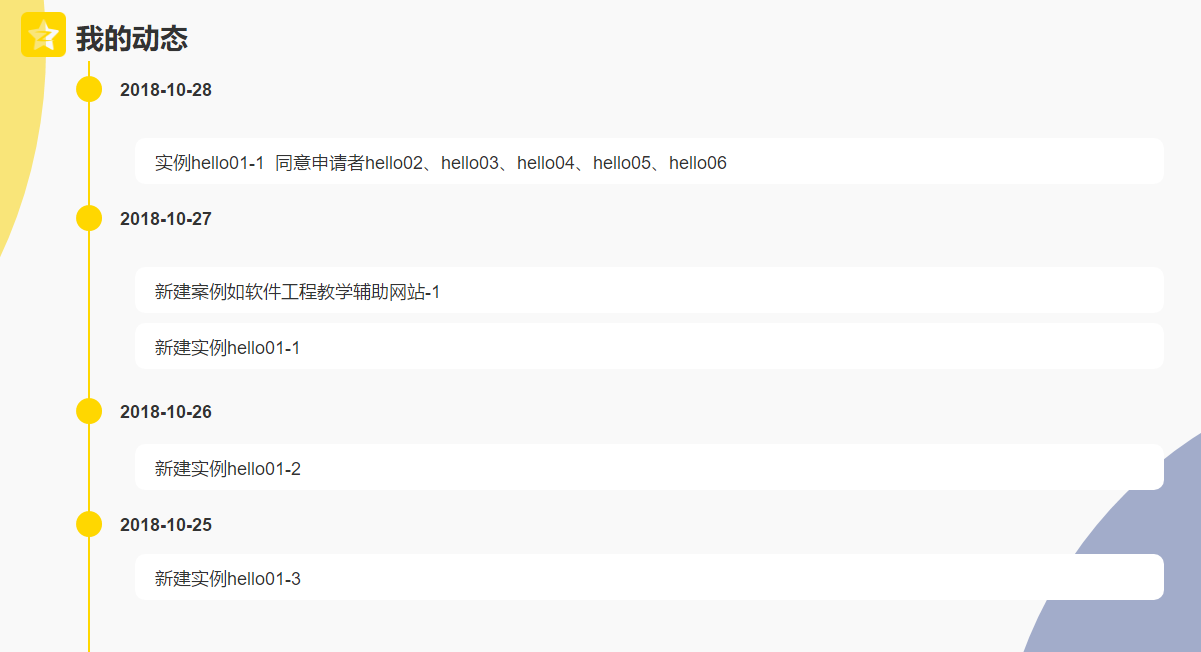 我的动态
2018-10-28
实例hello01-1 同意申请者hello02、hello03、hello04、hello05、hello06
2018-10-27
新建案例如软件工程教学辅助网站-1
新建实例hello01-1
2018-10-26
新建实例hello01-2
2018-10-25
新建实例hello01-3